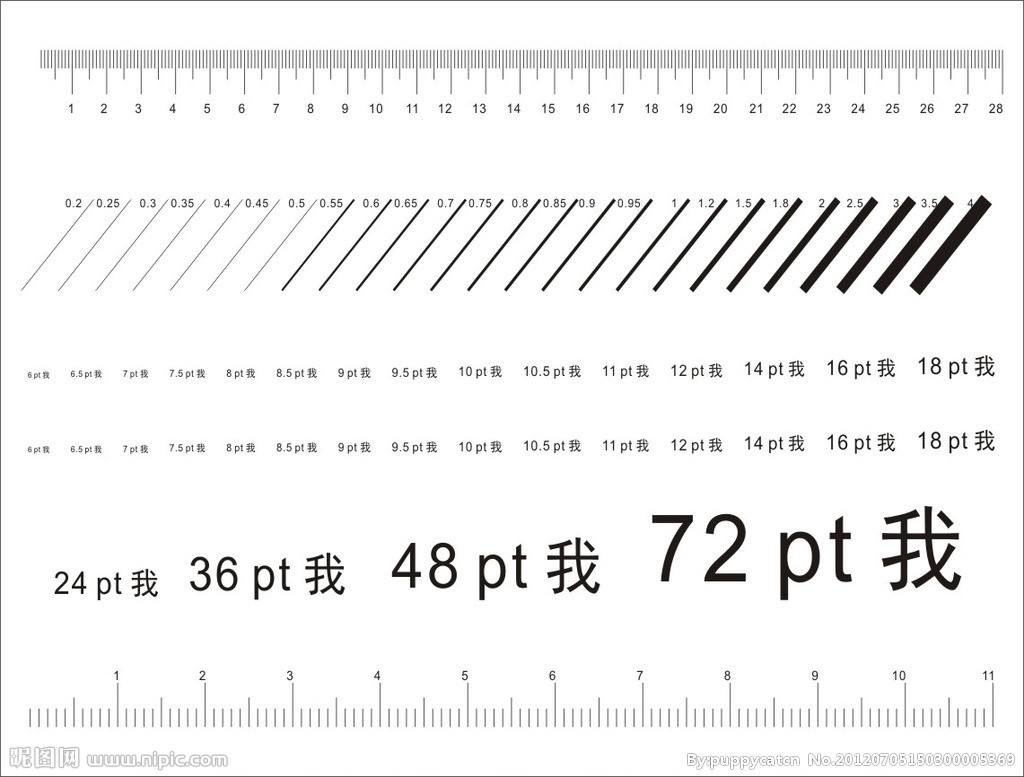 1 2 3 4 5 6 7 8 9 10 11 12 13 14 15 16 17 18 19 20 21 22 23 24 25 26 27 28
0.2 0.25 0.3 0.35 0.4 0.45 0.5 0.55 0.6 0.65 0.7 0.75 0.8 0.85 0.9 0.95 1 1.2 1.5 1.8 2 2.5 3 3.5 4
6 pt 我 6.5 pt 我 7 pt 我 7.5 pt 我 8 pt 我 8.5 pt 我 9 pt 我 9.5 pt 我 10 pt 我 10.5 pt 我 11 pt 我 12 pt 我 14 pt 我 16 pt 我 18 pt 我
6 pt 我 6.5 pt 我 7 pt 我 7.5 pt 我 8 pt 我 8.5 pt 我 9 pt 我 9.5 pt 我 10 pt 我 10.5 pt 我 11 pt 我 12 pt 我 14 pt 我 16 pt 我 18 pt 我
24 pt 我 36 pt 我 48 pt 我 72 pt 我
1 2 3 4 5 6 7 8 9 10 11
昵图网 www.nipic.com By:puppycatcn No.20120705150300005369